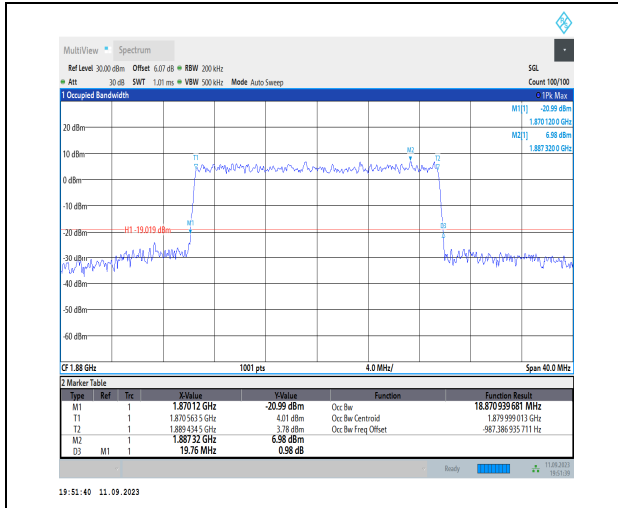 MultiView Spectrum
Ref Level 30.00 dBm Offset 6.07 dB RBW 200 kHz SGL
Att 30 dB SWT 1.01 ms VBW 500 kHz Mode Auto Sweep Count 100/100
1 Occupied Bandwidth 1Pk Max
M1[1] -20.99 dBm
1.870 120 0 GHz
M2[1] 6.98 dBm
1.887 320 0 GHz
20 dBm
M2
10 dBm T1 T2
0 dBm
-10 dBm
M1 D3
H1 -19.019 dBm
-20 dBm
-30 dBm
-40 dBm
-50 dBm
-60 dBm
CF 1.88 GHz 1001 pts 4.0 MHz/ Span 40.0 MHz
2 Marker Table
Type Ref Trc X-Value Y-Value Function Function Result
M1 1 1.87012 GHz -20.99 dBm Occ Bw 18.870 939 681 MHz
T1 1 1.870 563 5 GHz 4.01 dBm Occ Bw Centroid 1.879 999 013 GHz
T2 1 1.889 434 5 GHz 3.78 dBm Occ Bw Freq Offset -987.386 935 711 Hz
M2 1 1.887 32 GHz 6.98 dBm
D3 M1 1 19.76 MHz 0.98 dB
Ready 11.09.2023
19:51:39
19:51:40 11.09.2023